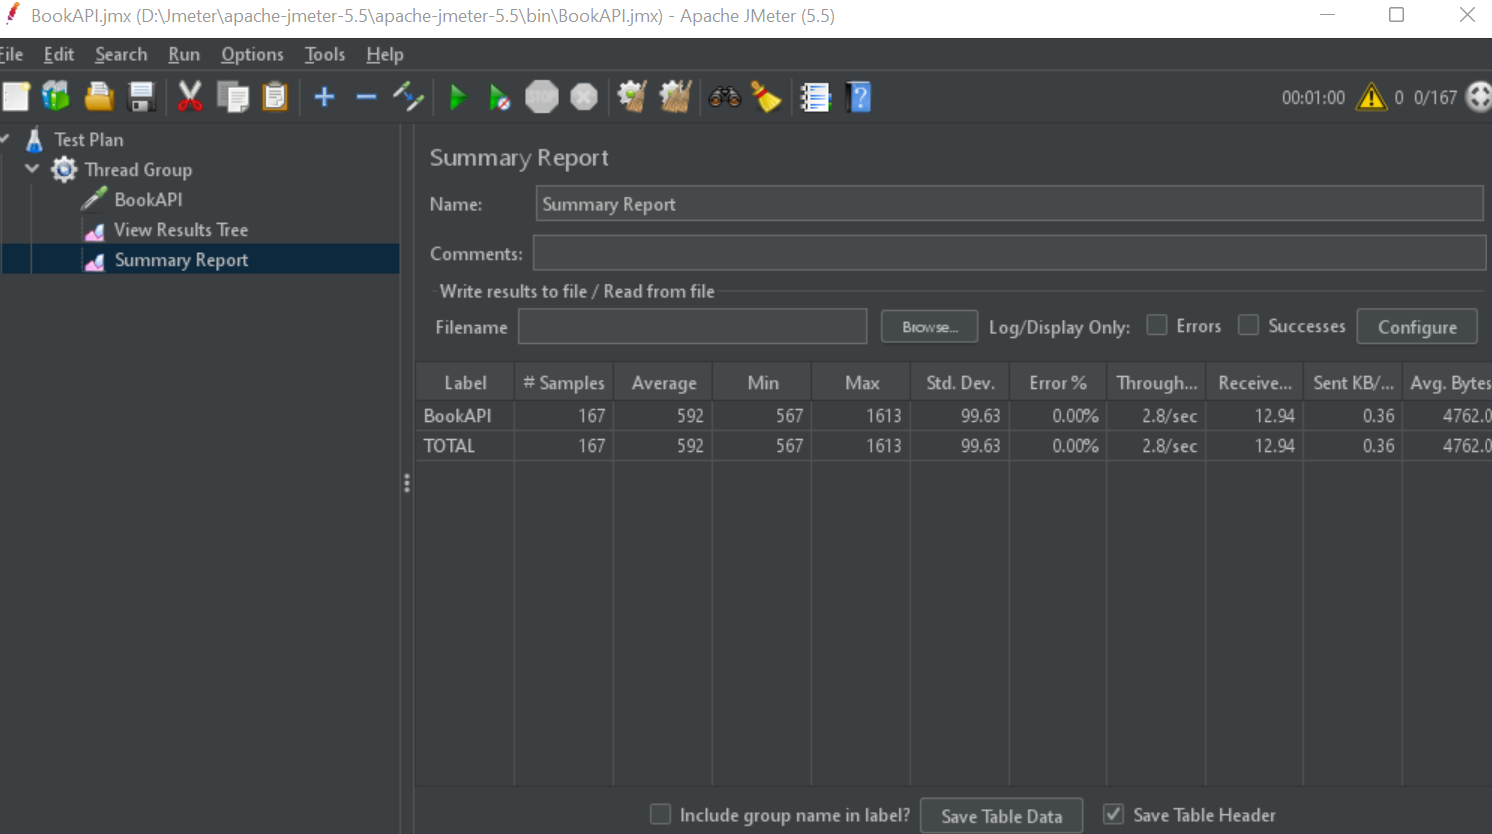 BookAPI.jmx (D:\Jmeter\apache-jmeter-5.5\apache-jmeter-5.5\bin\BookAPI.jmx) - Apache JMeter (5.5)
File Edit Search Run Options Tools Help
STOP 00:01:00 0 0/167
Test Plan
Thread Group
BookAPI
View Results Tree
Summary Report
Summary Report
Name: Summary Report
Comments:
Write results to file / Read from file
Filename Browse... Log/Display Only: Errors Successes Configure
Label # Samples Average Min Max Std. Dev. Error % Through... Receive... Sent KB/... Avg. Bytes
BookAPI 167 592 567 1613 99.63 0.00% 2.8/sec 12.94 0.36 4762.0
TOTAL 167 592 567 1613 99.63 0.00% 2.8/sec 12.94 0.36 4762.0
Include group name in label? Save Table Data Save Table Header